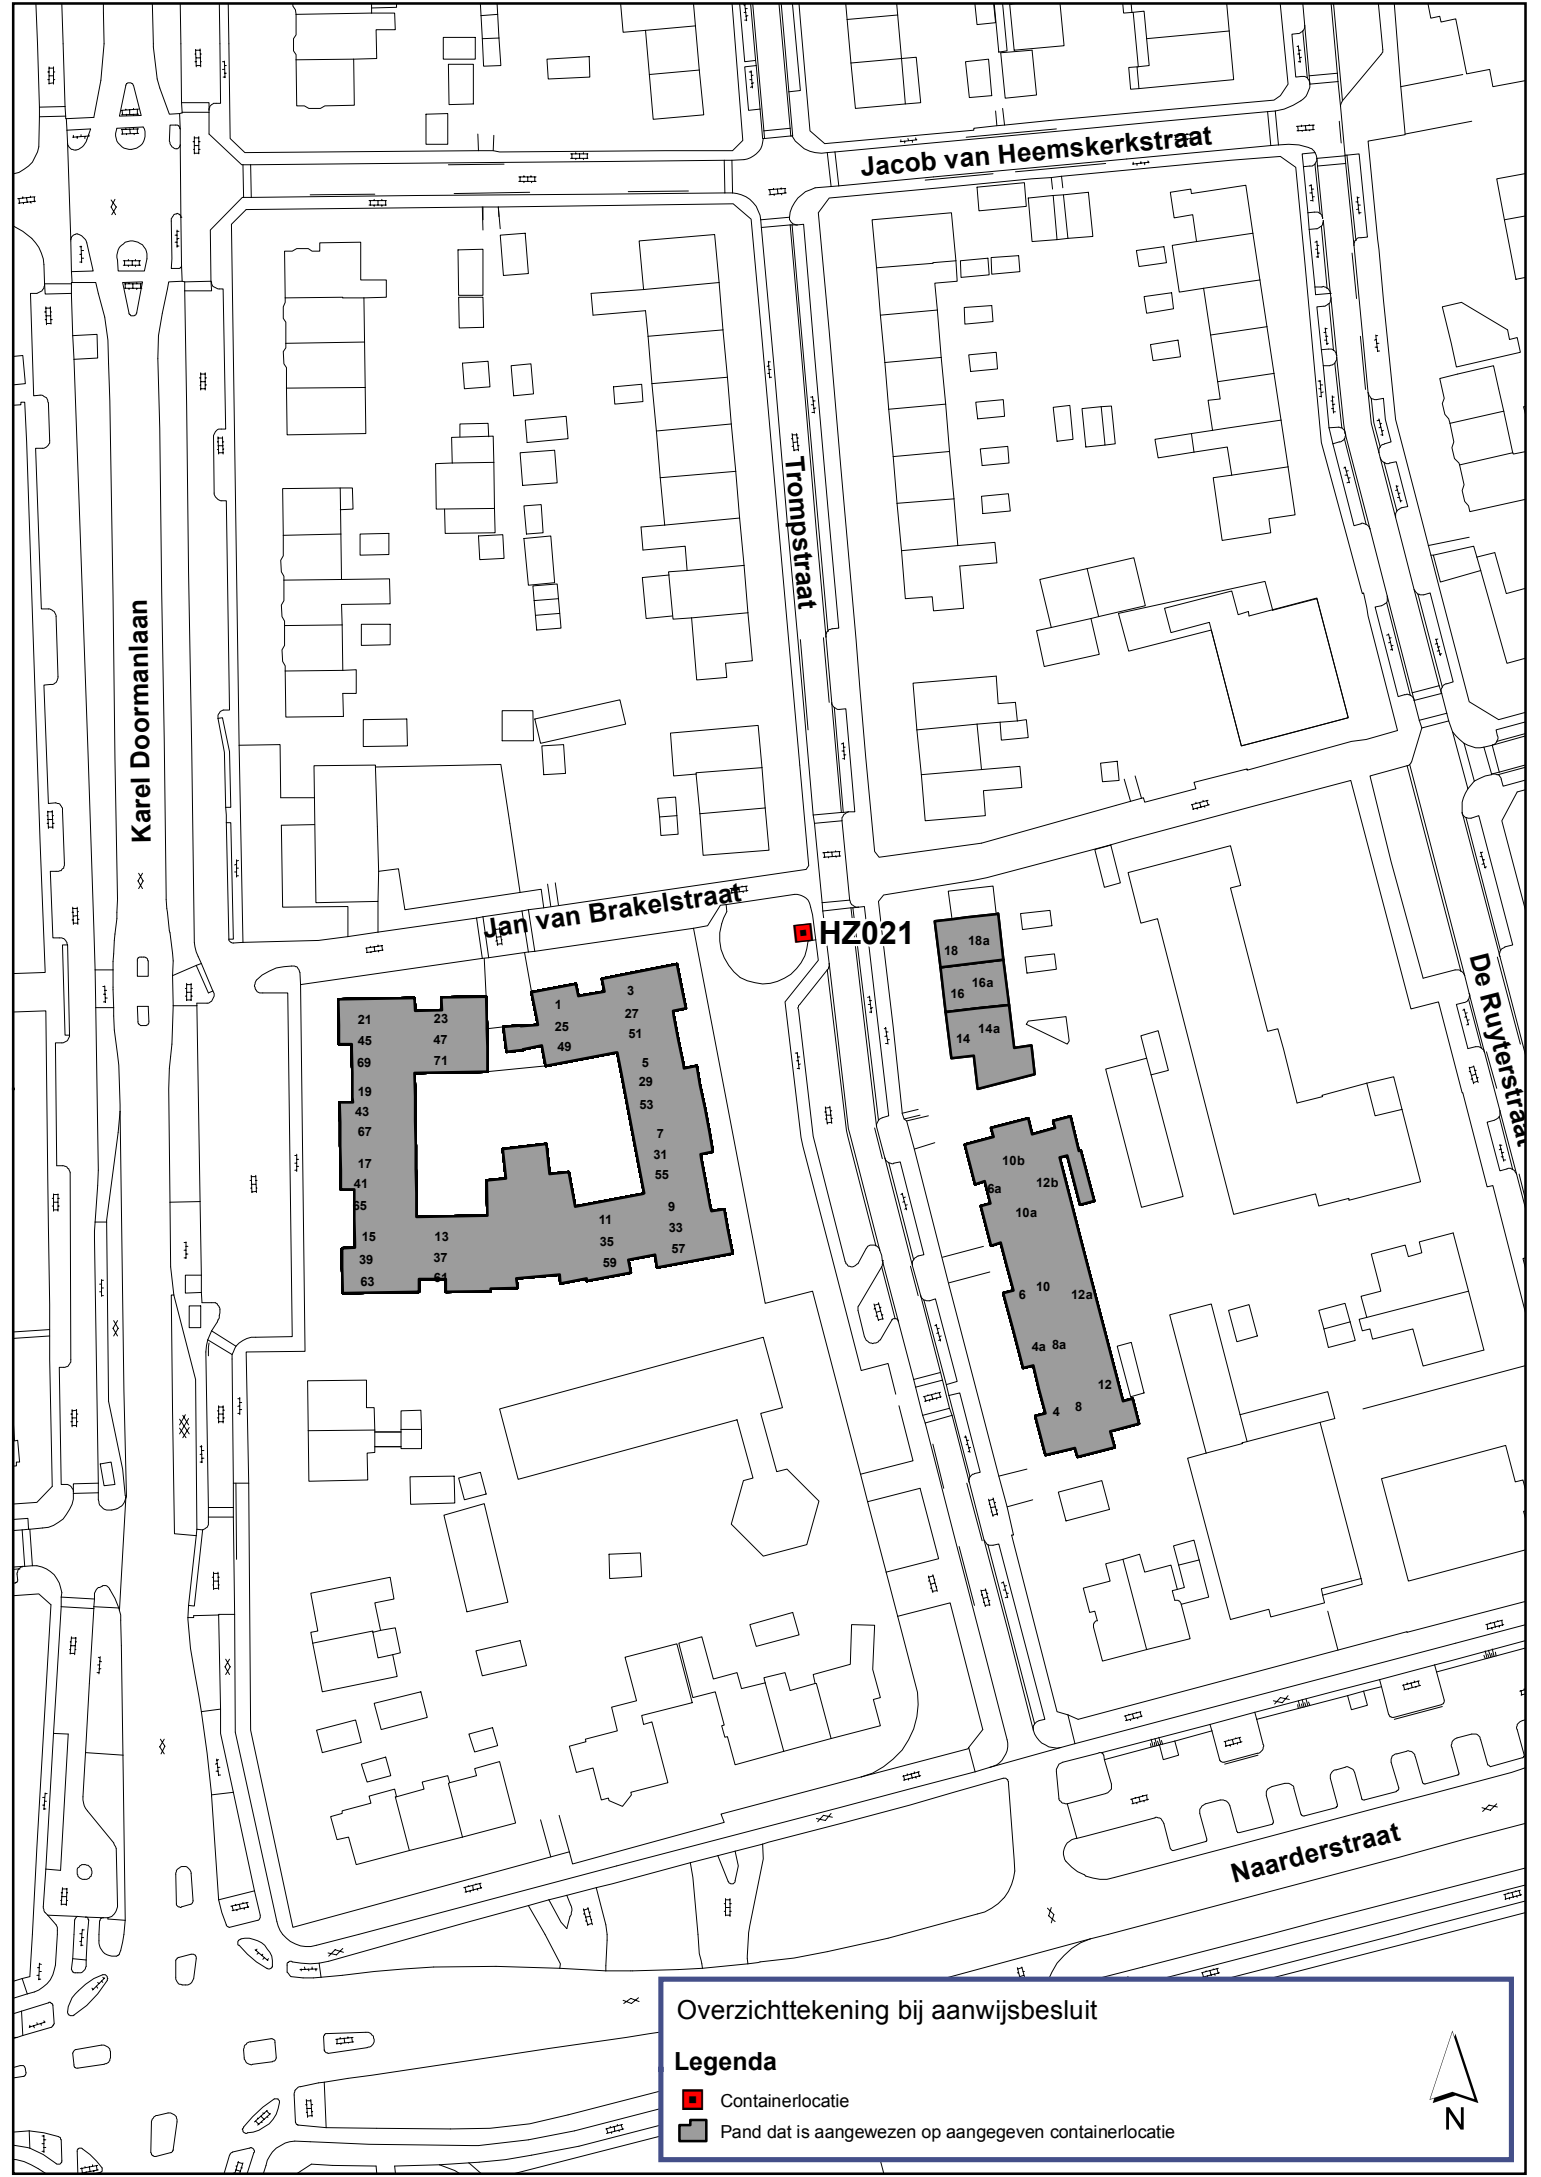 Jacob van Heemskerkstraat
Trompstraat
Karel Doormanlaan
Jan van Brakelstraat
HZ021
De Ruyterstraat
18 18a
16 16a
14 14a
21 23
45 47
69 71
19
43
67
17
41
65
15 13
39 37
63 61
1 3
25 27
49 51
5
29
53
7
31
55
9
33
57
11
35
59
10b
6a 12b
10a
6 10 12a
4a 8a
12
4 8
Naarderstraat
Overzichttekening bij aanwijsbesluit
Legenda
Containerlocatie
Pand dat is aangewezen op aangegeven containerlocatie
N